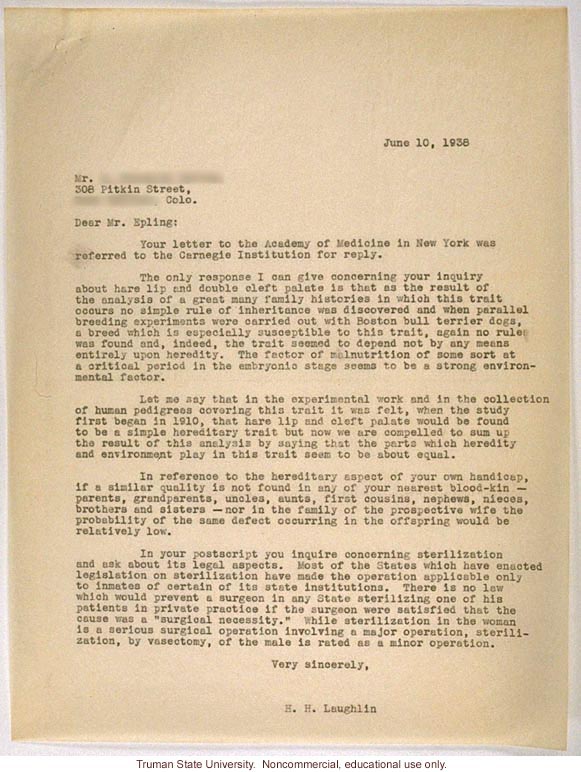 June 10, 1938
Mr.
308 Pitkin Street,
Colo.
Dear Mr. Epling:
Your letter to the Academy of Medicine in New York was
referred to the Carnegie Institution for reply.
The only response I can give concerning your inquiry
about hare lip and double cleft palate is that as the result of
the analysis of a great many family histories in which this trait
occurs no simple rule of inheritance was discovered and when parallel
breeding experiments were carried out with Boston bull terrier dogs,
a breed which is especially susceptible to this trait, again no rule
was found and, indeed, the trait seemed to depend not by any means
entirely upon heredity. The factor of malnutrition of some sort at
a critical period in the embryonic stage seems to be a strong environ-
mental factor.
Let me say that in the experimental work and in the collection
of human pedigrees covering this trait it was felt, when the study
first began in 1910, that hare lip and cleft palate would be found
to be a simple hereditary trait but now we are compelled to sum up
the result of this analysis by saying that the parts which heredity
and environment play in this trait seem to be about equal.
In reference to the hereditary aspect of your own handicap,
if a similar quality is not found in any of your nearest blood-kin —
parents, grandparents, uncles, aunts, first cousins, nephews, nieces,
brothers and sisters — nor in the family of the prospective wife the
probability of the same defect occurring in the offspring would be
relatively low.
In your postscript you inquire concerning sterilization
and ask about its legal aspects. Most of the States which have enacted
legislation on sterilization have made the operation applicable only
to inmates of certain of its state institutions. There is no law
which would prevent a surgeon in any State sterilizing one of his
patients in private practice if the surgeon were satisfied that the
cause was a "surgical necessity." While sterilization in the woman
is a serious surgical operation involving a major operation, sterili-
zation, by vasectomy, of the male is rated as a minor operation.
Very sincerely,
H. H. Laughlin
Truman State University. Noncommercial, educational use only.